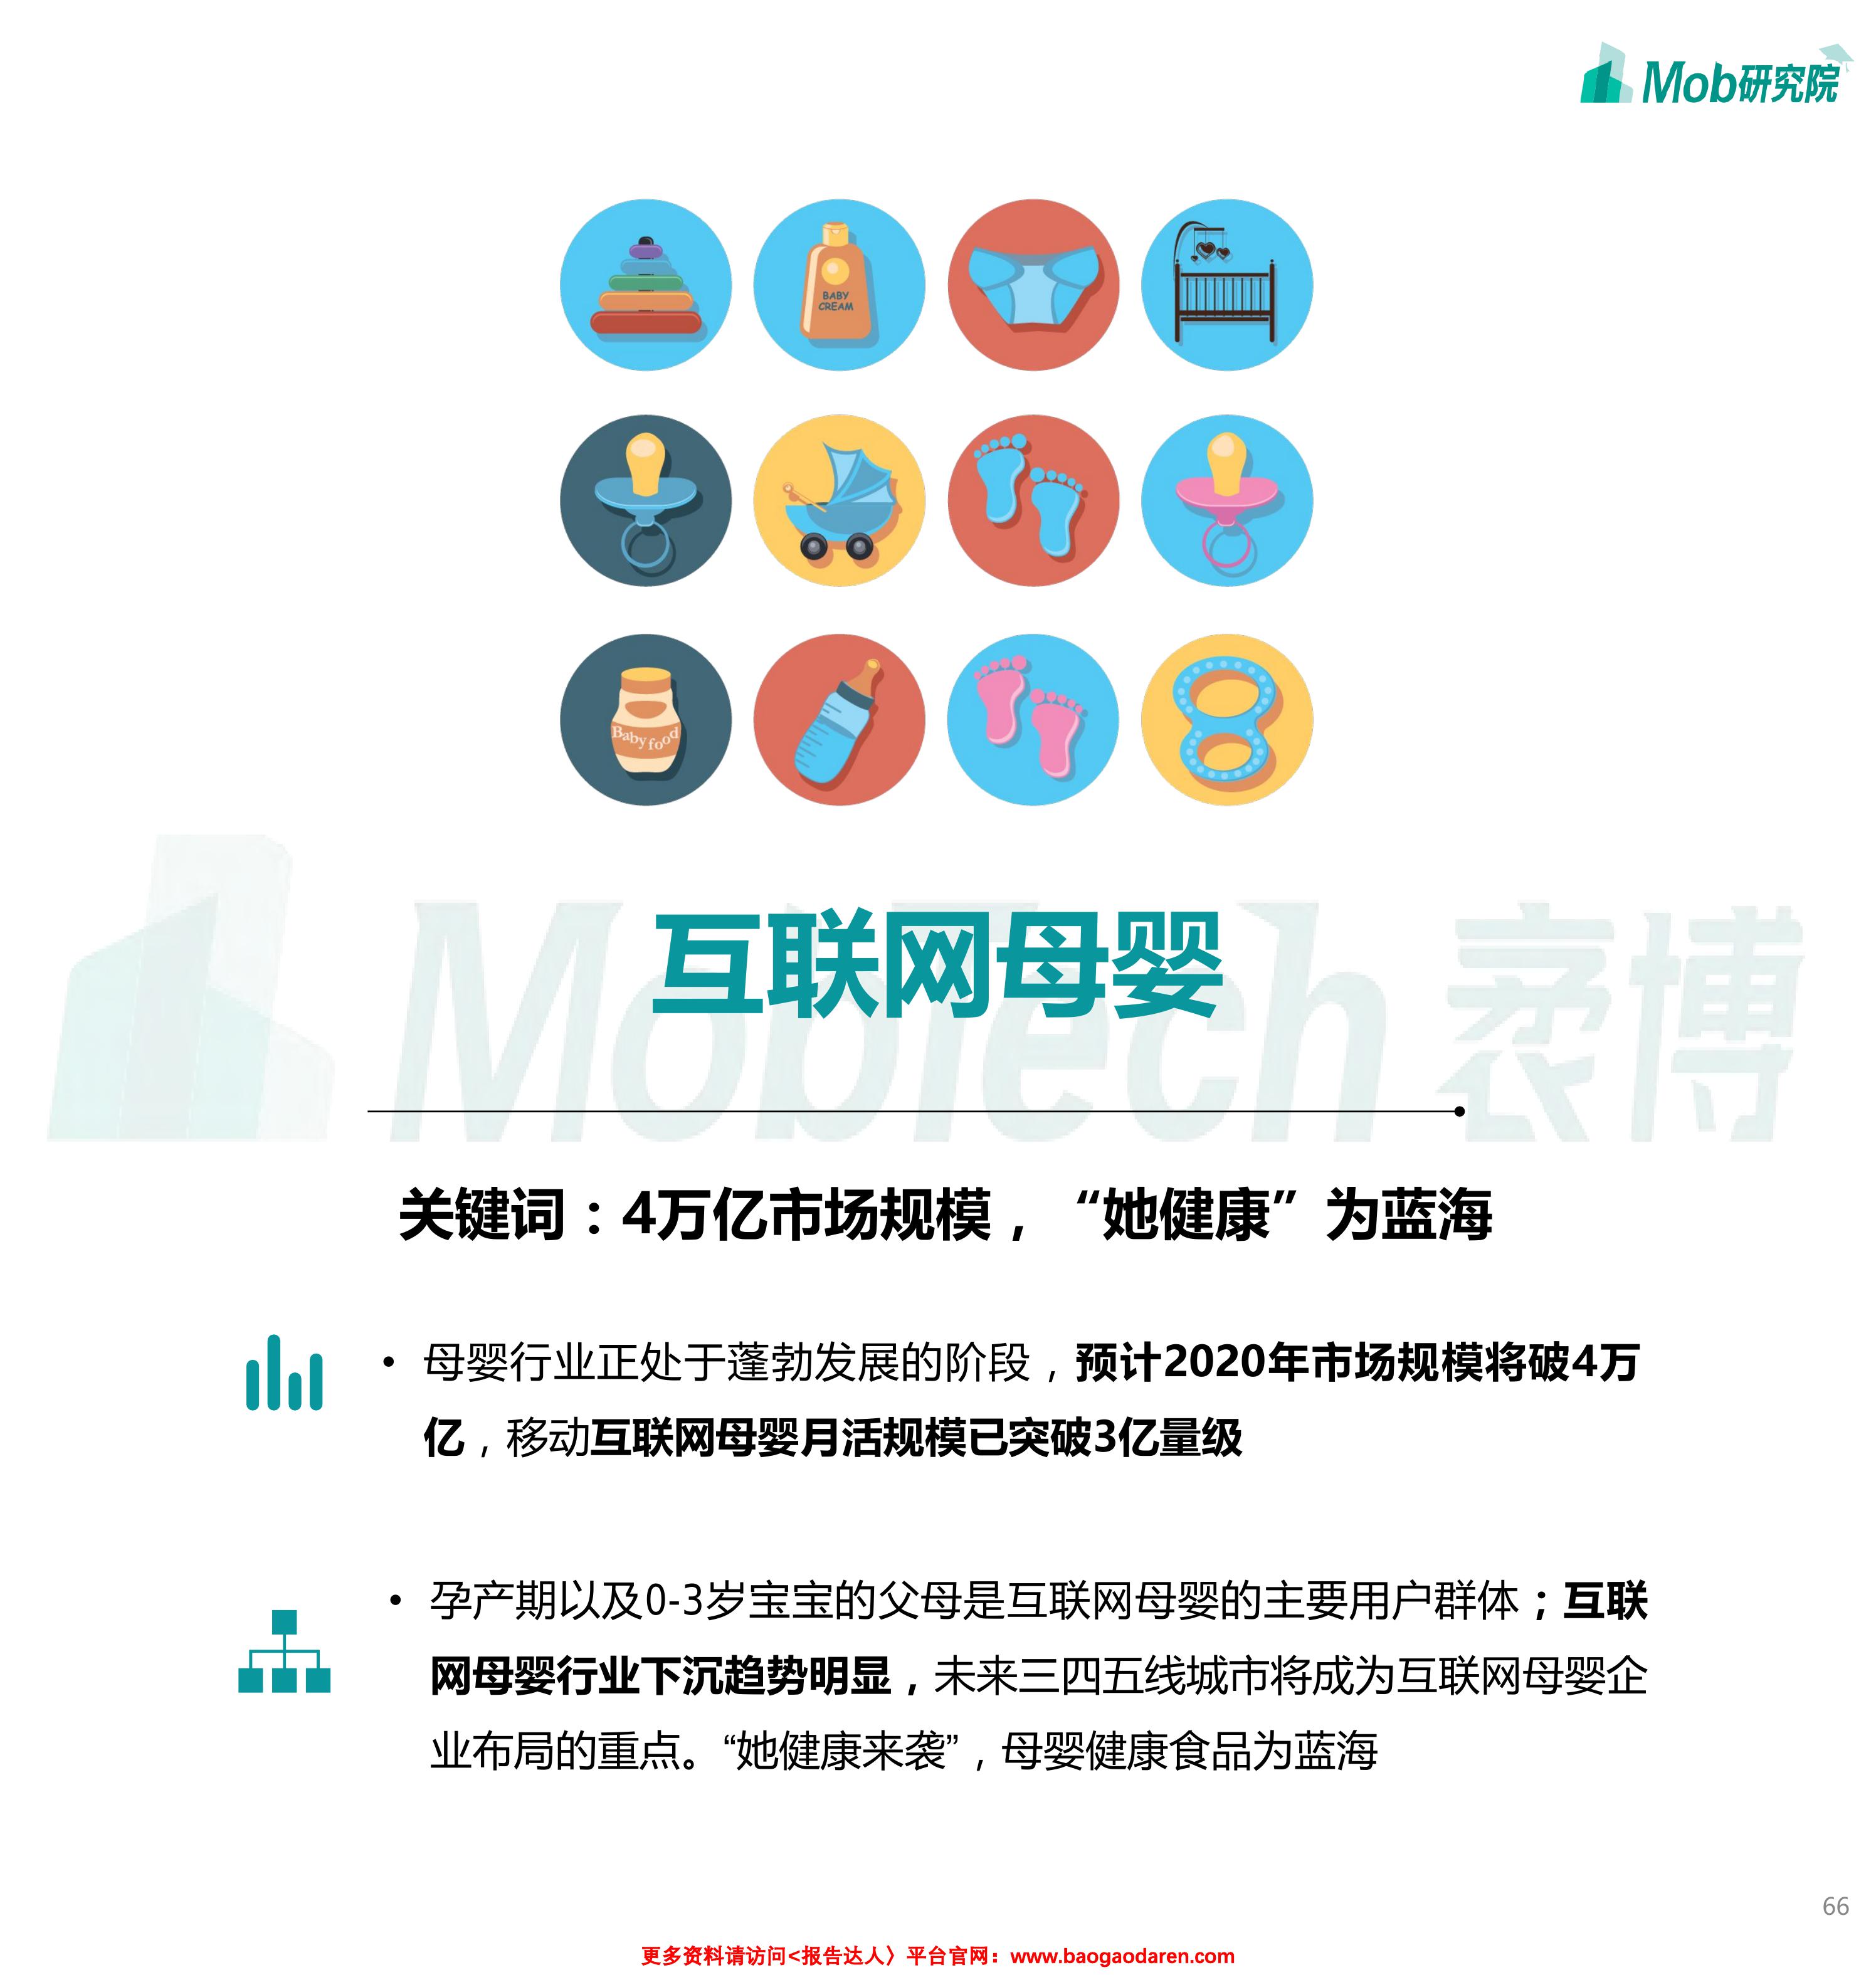 Mob研究院
BABY
CREAM
Baby food
MobTech 袤博
互联网母婴
关键词：4万亿市场规模，“她健康”为蓝海
• 母婴行业正处于蓬勃发展的阶段，预计2020年市场规模将破4万
亿，移动互联网母婴月活规模已突破3亿量级
• 孕产期以及0-3岁宝宝的父母是互联网母婴的主要用户群体；互联
网母婴行业下沉趋势明显，未来三四五线城市将成为互联网母婴企
业布局的重点。“她健康来袭”，母婴健康食品为蓝海
66
更多资料请访问<报告达人〉平台官网：www.baogaodaren.com